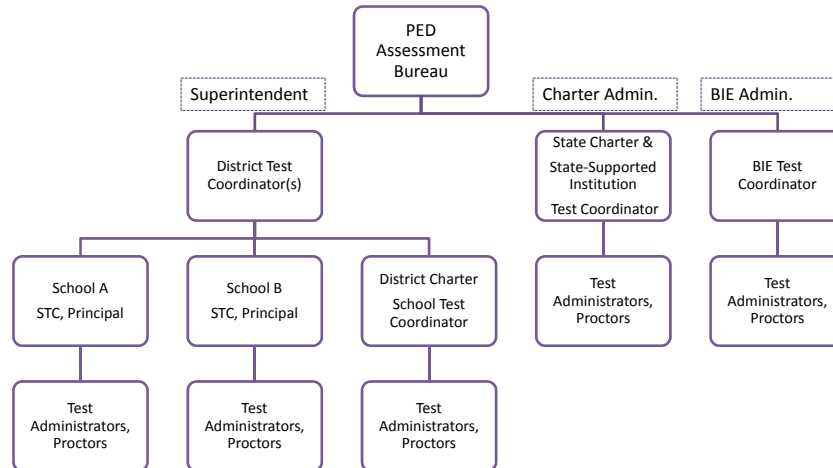 PED
Assessment
Bureau
Superintendent
Charter Admin.
BIE Admin.
District Test
Coordinator(s)
State Charter &
State-Supported
Institution
Test Coordinator
BIE Test
Coordinator
School A
STC, Principal
School B
STC, Principal
District Charter
School Test
Coordinator
Test
Administrators,
Proctors
Test
Administrators,
Proctors
Test
Administrators,
Proctors
Test
Administrators,
Proctors
Test
Administrators,
Proctors